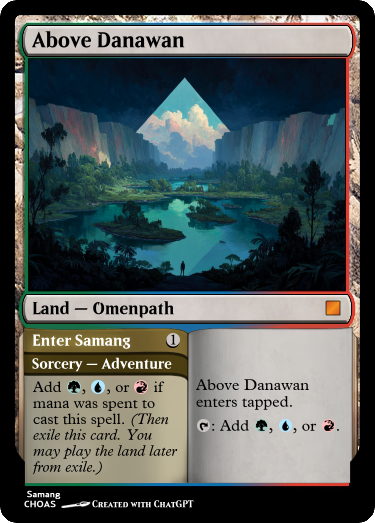 Above Danawan
Land — Omenpath
Enter Samang 1
Sorcery — Adventure
Add , , or if
mana was spent to
cast this spell. (Then
exile this card. You
may play the land later
from exile.)
Above Danawan
enters tapped.
: Add , , or .
Samang
CHOAS Created with ChatGPT